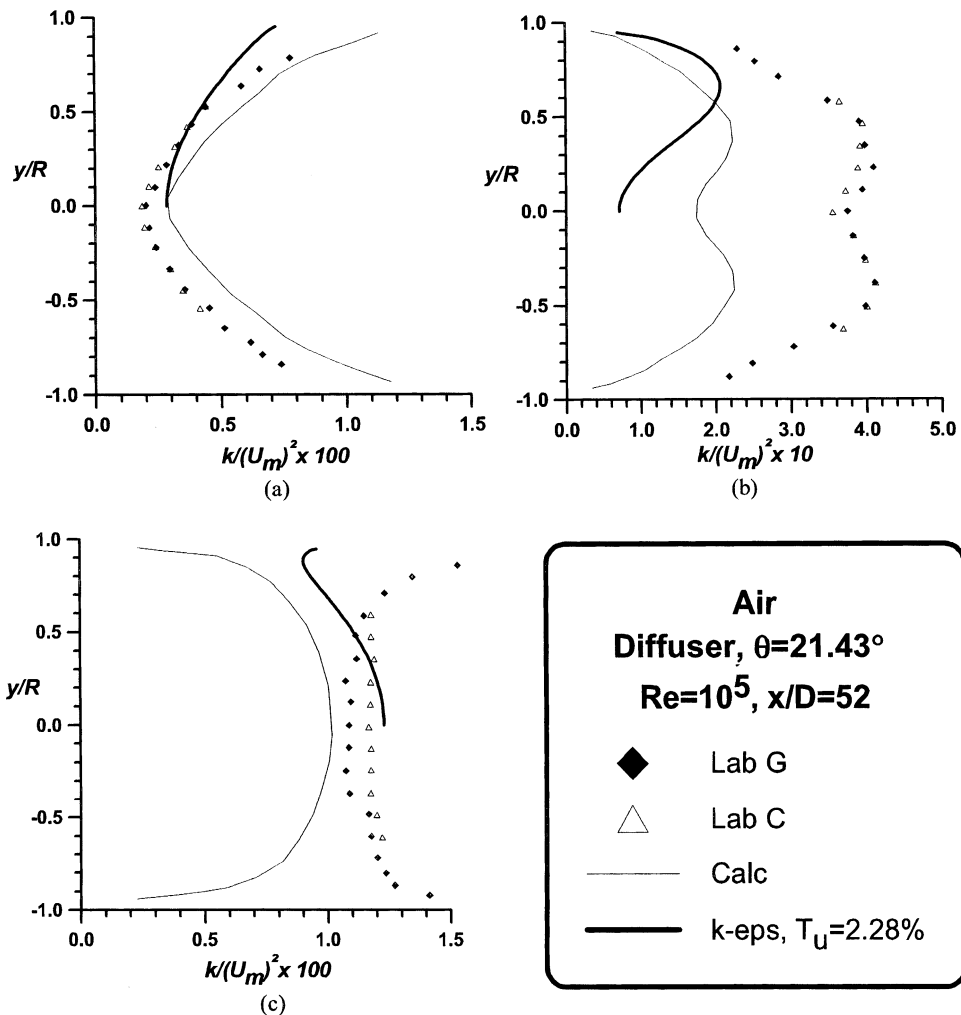 1.0
0.5
y/R
0.0
-0.5
-1.0
0.0 0.5 1.0 1.5
k/(U_m)² x 100
(a)
1.0
0.5
y/R
0.0
-0.5
-1.0
0.0 1.0 2.0 3.0 4.0 5.0
k/(U_m)² x 10
(b)
1.0
0.5
y/R
0.0
-0.5
-1.0
0.0 0.5 1.0 1.5
k/(U_m)² x 100
(c)
Air
Diffuser, θ=21.43°
Re=10⁵, x/D=52
Lab G
Lab C
Calc
k-eps, T_u=2.28%